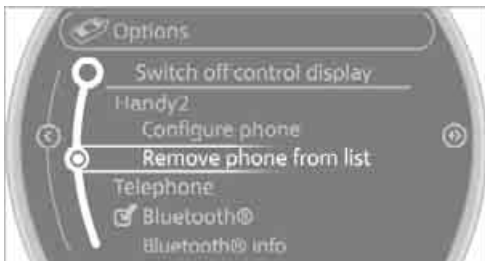 Options
Switch off control display
Handy2
Configure phone
Remove phone from list
Telephone
Bluetooth®
Bluetooth® info